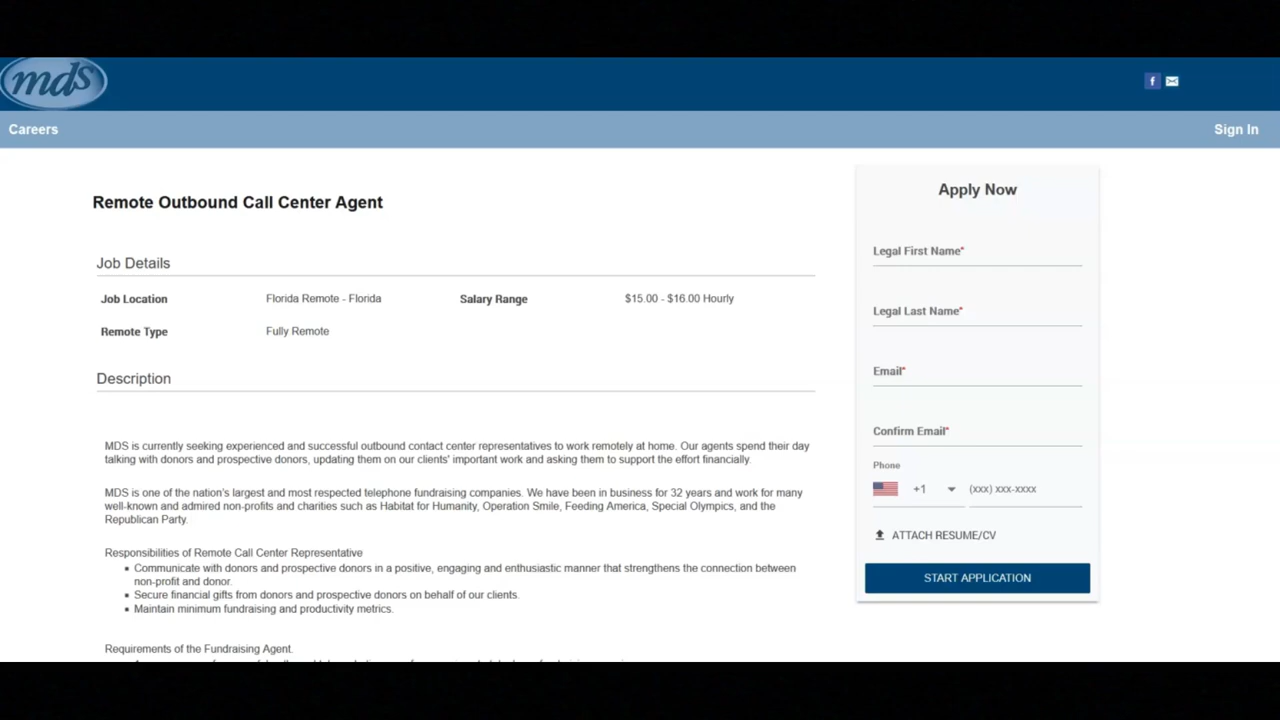 mds
Careers
Sign In
Remote Outbound Call Center Agent
Job Details
Job Location Florida Remote - Florida Salary Range $15.00 - $16.00 Hourly
Remote Type Fully Remote
Description
MDS is currently seeking experienced and successful outbound contact center representatives to work remotely at home. Our agents spend their day
talking with donors and prospective donors, updating them on our clients' important work and asking them to support the effort financially.
MDS is one of the nation's largest and most respected telephone fundraising companies. We have been in business for 32 years and work for many
well-known and admired non-profits and charities such as Habitat for Humanity, Operation Smile, Feeding America, Special Olympics, and the
Republican Party.
Responsibilities of Remote Call Center Representative
Communicate with donors and prospective donors in a positive, engaging and enthusiastic manner that strengthens the connection between
non-profit and donor.
Secure financial gifts from donors and prospective donors on behalf of our clients.
Maintain minimum fundraising and productivity metrics.
Requirements of the Fundraising Agent.
Apply Now
Legal First Name*
Legal Last Name*
Email*
Confirm Email*
Phone
+1 (xxx) xxx-xxxx
ATTACH RESUME/CV
START APPLICATION